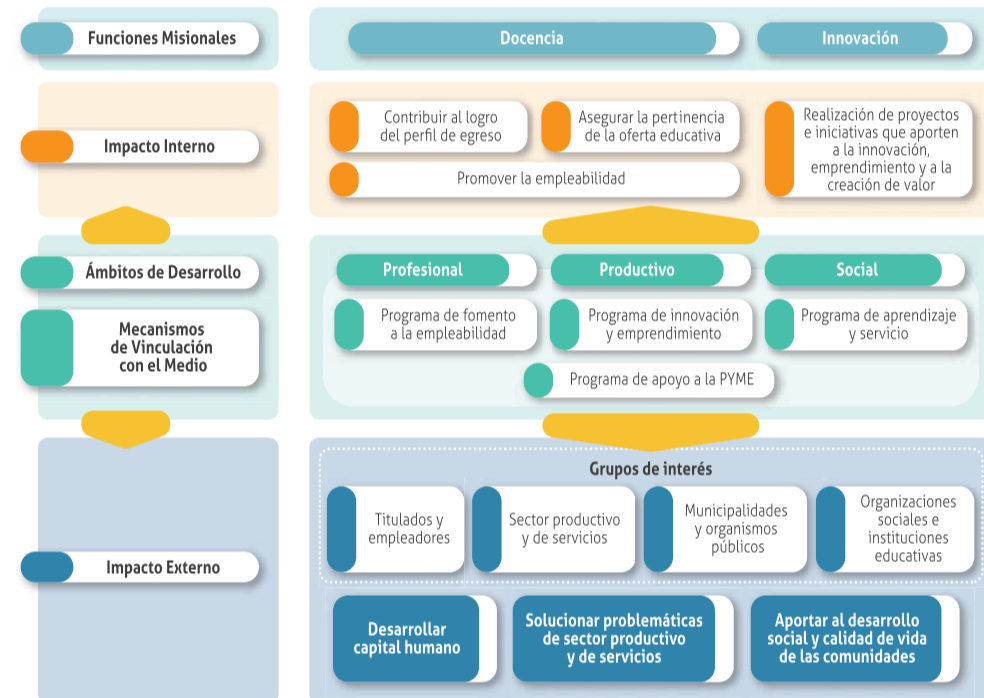 Funciones Misionales
Docencia
Innovación
Impacto Interno
Contribuir al logro
del perfil de egreso
Asegurar la pertinencia
de la oferta educativa
Promover la empleabilidad
Realización de proyectos
e iniciativas que aporten
a la innovación,
emprendimiento y a la
creación de valor
Ámbitos de Desarrollo
Profesional
Productivo
Social
Mecanismos
de Vinculación
con el Medio
Programa de fomento
a la empleabilidad
Programa de innovación
y emprendimiento
Programa de aprendizaje
y servicio
Programa de apoyo a la PYME
Impacto Externo
Grupos de interés
Titulados y
empleadores
Sector productivo
y de servicios
Municipalidades
y organismos
públicos
Organizaciones
sociales e
instituciones
educativas
Desarrollar
capital humano
Solucionar problemáticas
de sector productivo
y de servicios
Aportar al desarrollo
social y calidad de vida
de las comunidades